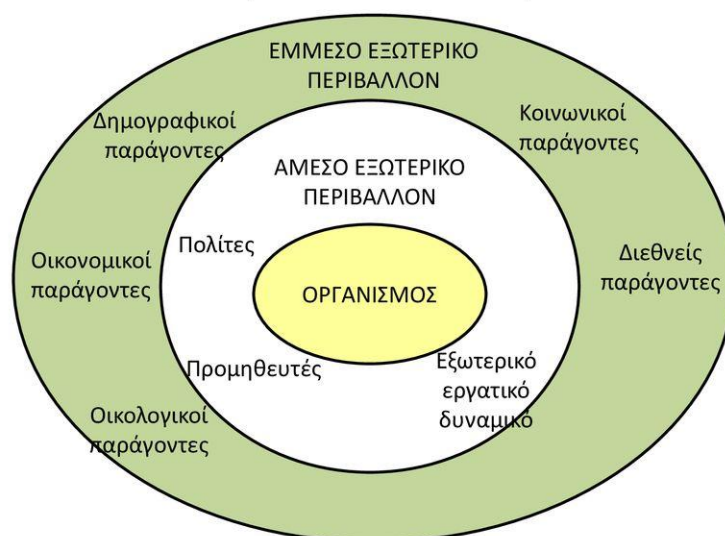 ΕΜΜΕΣΟ ΕΞΩΤΕΡΙΚΟ
ΠΕΡΙΒΑΛΛΟΝ
Δημογραφικοί
παράγοντες
Κοινωνικοί
παράγοντες
ΑΜΕΣΟ ΕΞΩΤΕΡΙΚΟ
ΠΕΡΙΒΑΛΛΟΝ
Πολίτες
Οικονομικοί
παράγοντες
Διεθνείς
παράγοντες
ΟΡΓΑΝΙΣΜΟΣ
Προμηθευτές
Εξωτερικό
εργατικό
δυναμικό
Οικολογικοί
παράγοντες